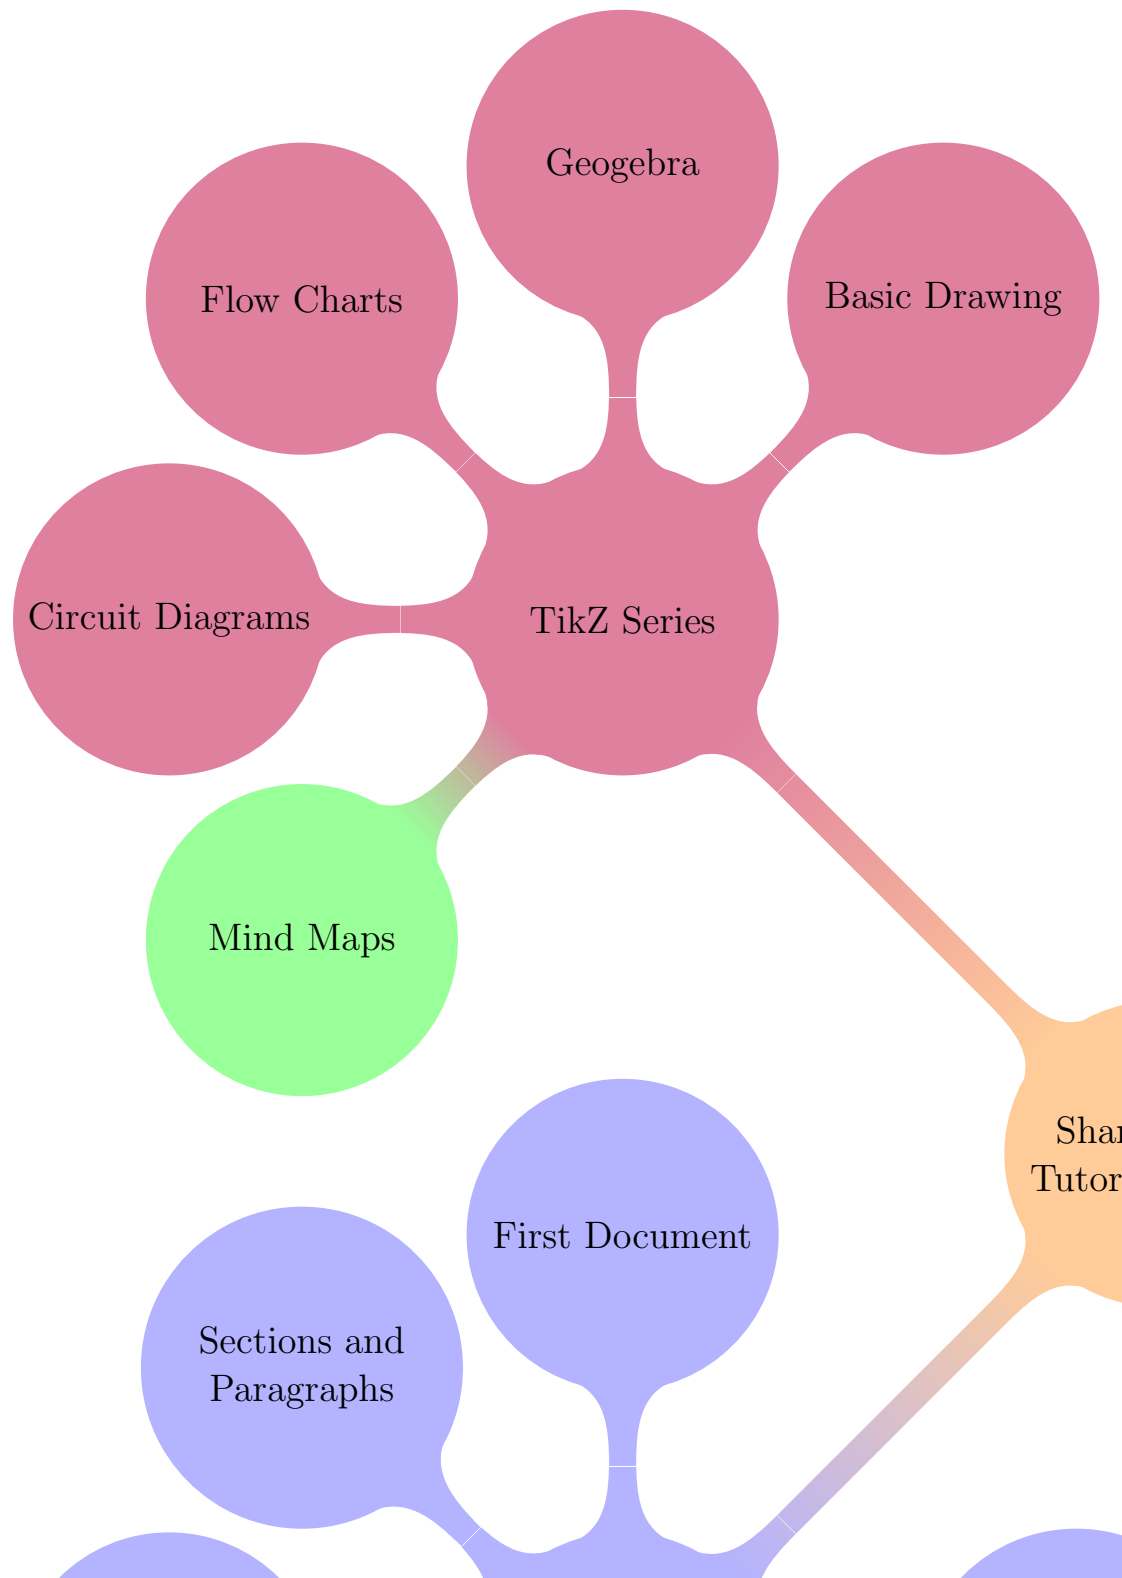 Geogebra
Flow Charts
Basic Drawing
Circuit Diagrams
TikZ Series
Mind Maps
First Document
Sections and
Paragraphs